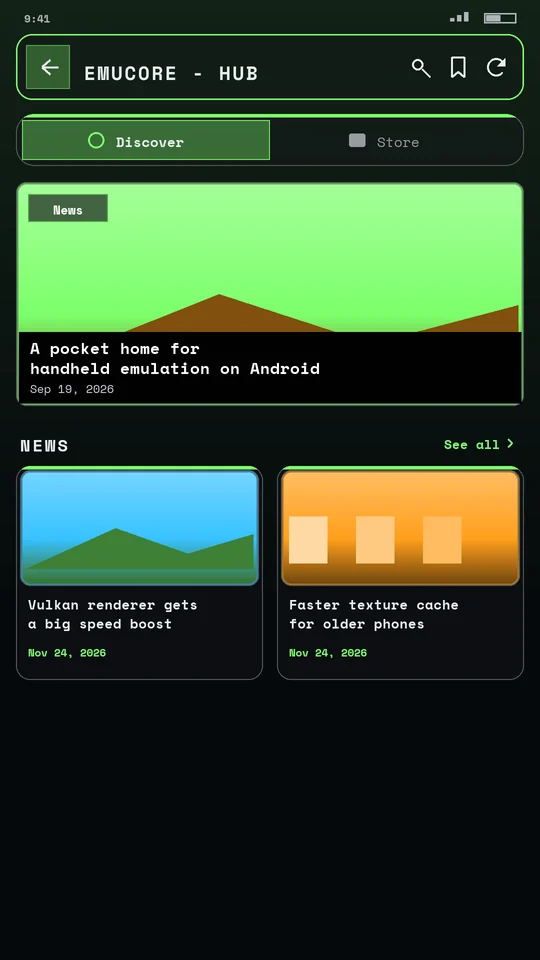 9:41
EMUCORE - HUB
Discover
Store
News
A pocket home for
handheld emulation on Android
Sep 19, 2026
NEWS
See all
Vulkan renderer gets
a big speed boost
Nov 24, 2026
Faster texture cache
for older phones
Nov 24, 2026